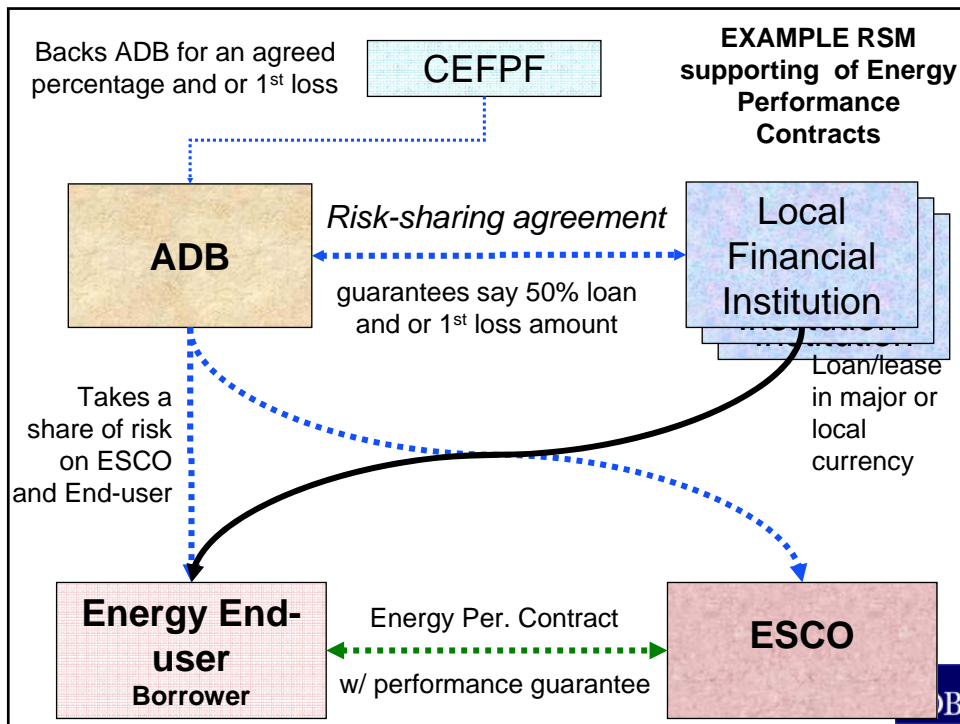 Backs ADB for an agreed
percentage and or 1st loss
CEFPF
EXAMPLE RSM
supporting of Energy
Performance
Contracts
ADB
Risk-sharing agreement
guarantees say 50% loan
and or 1st loss amount
Local
Financial
Institution
Institution
Institution
Loan/lease
in major or
local
currency
Takes a
share of risk
on ESCO
and End-user
Energy End-
user
Borrower
Energy Per. Contract
w/ performance guarantee
ESCO